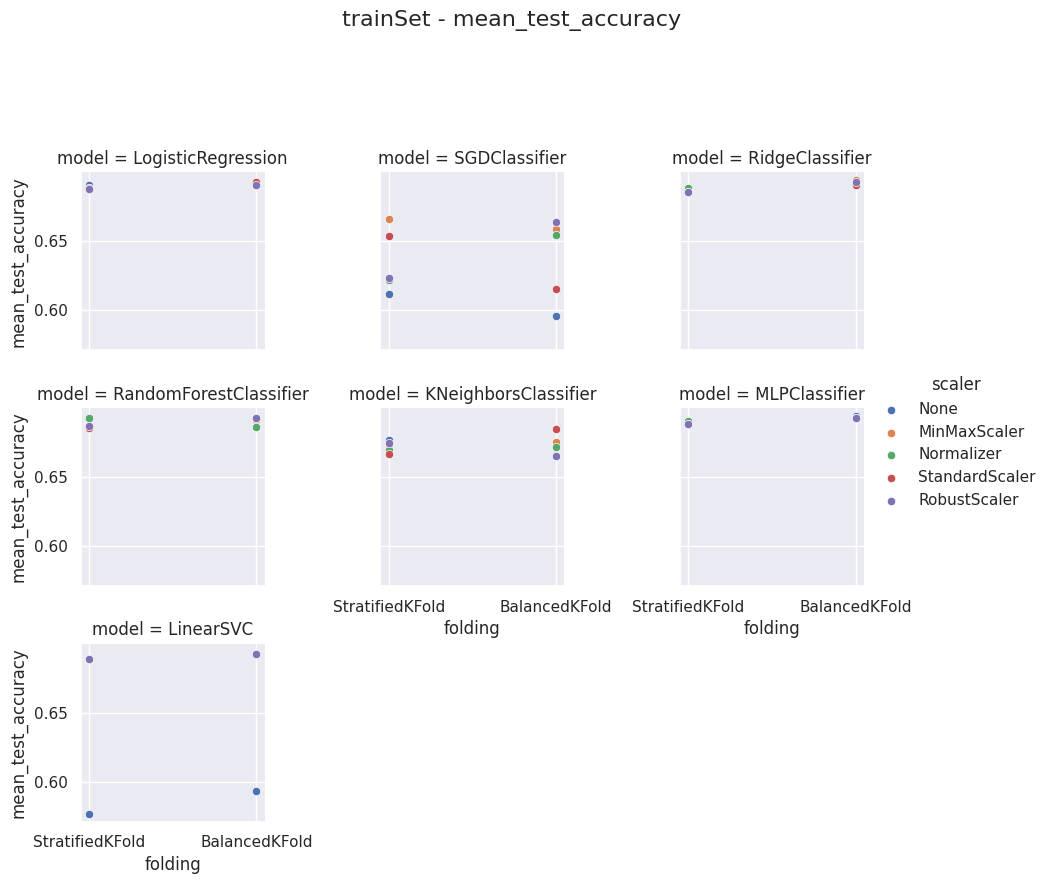 trainSet - mean_test_accuracy
model = LogisticRegression
model = SGDClassifier
model = RidgeClassifier
mean_test_accuracy
0.65
0.60
model = RandomForestClassifier
model = KNeighborsClassifier
model = MLPClassifier
mean_test_accuracy
0.65
0.60
StratifiedKFold
BalancedKFold
folding
StratifiedKFold
BalancedKFold
folding
scaler
None
MinMaxScaler
Normalizer
StandardScaler
RobustScaler
model = LinearSVC
mean_test_accuracy
0.65
0.60
StratifiedKFold
BalancedKFold
folding